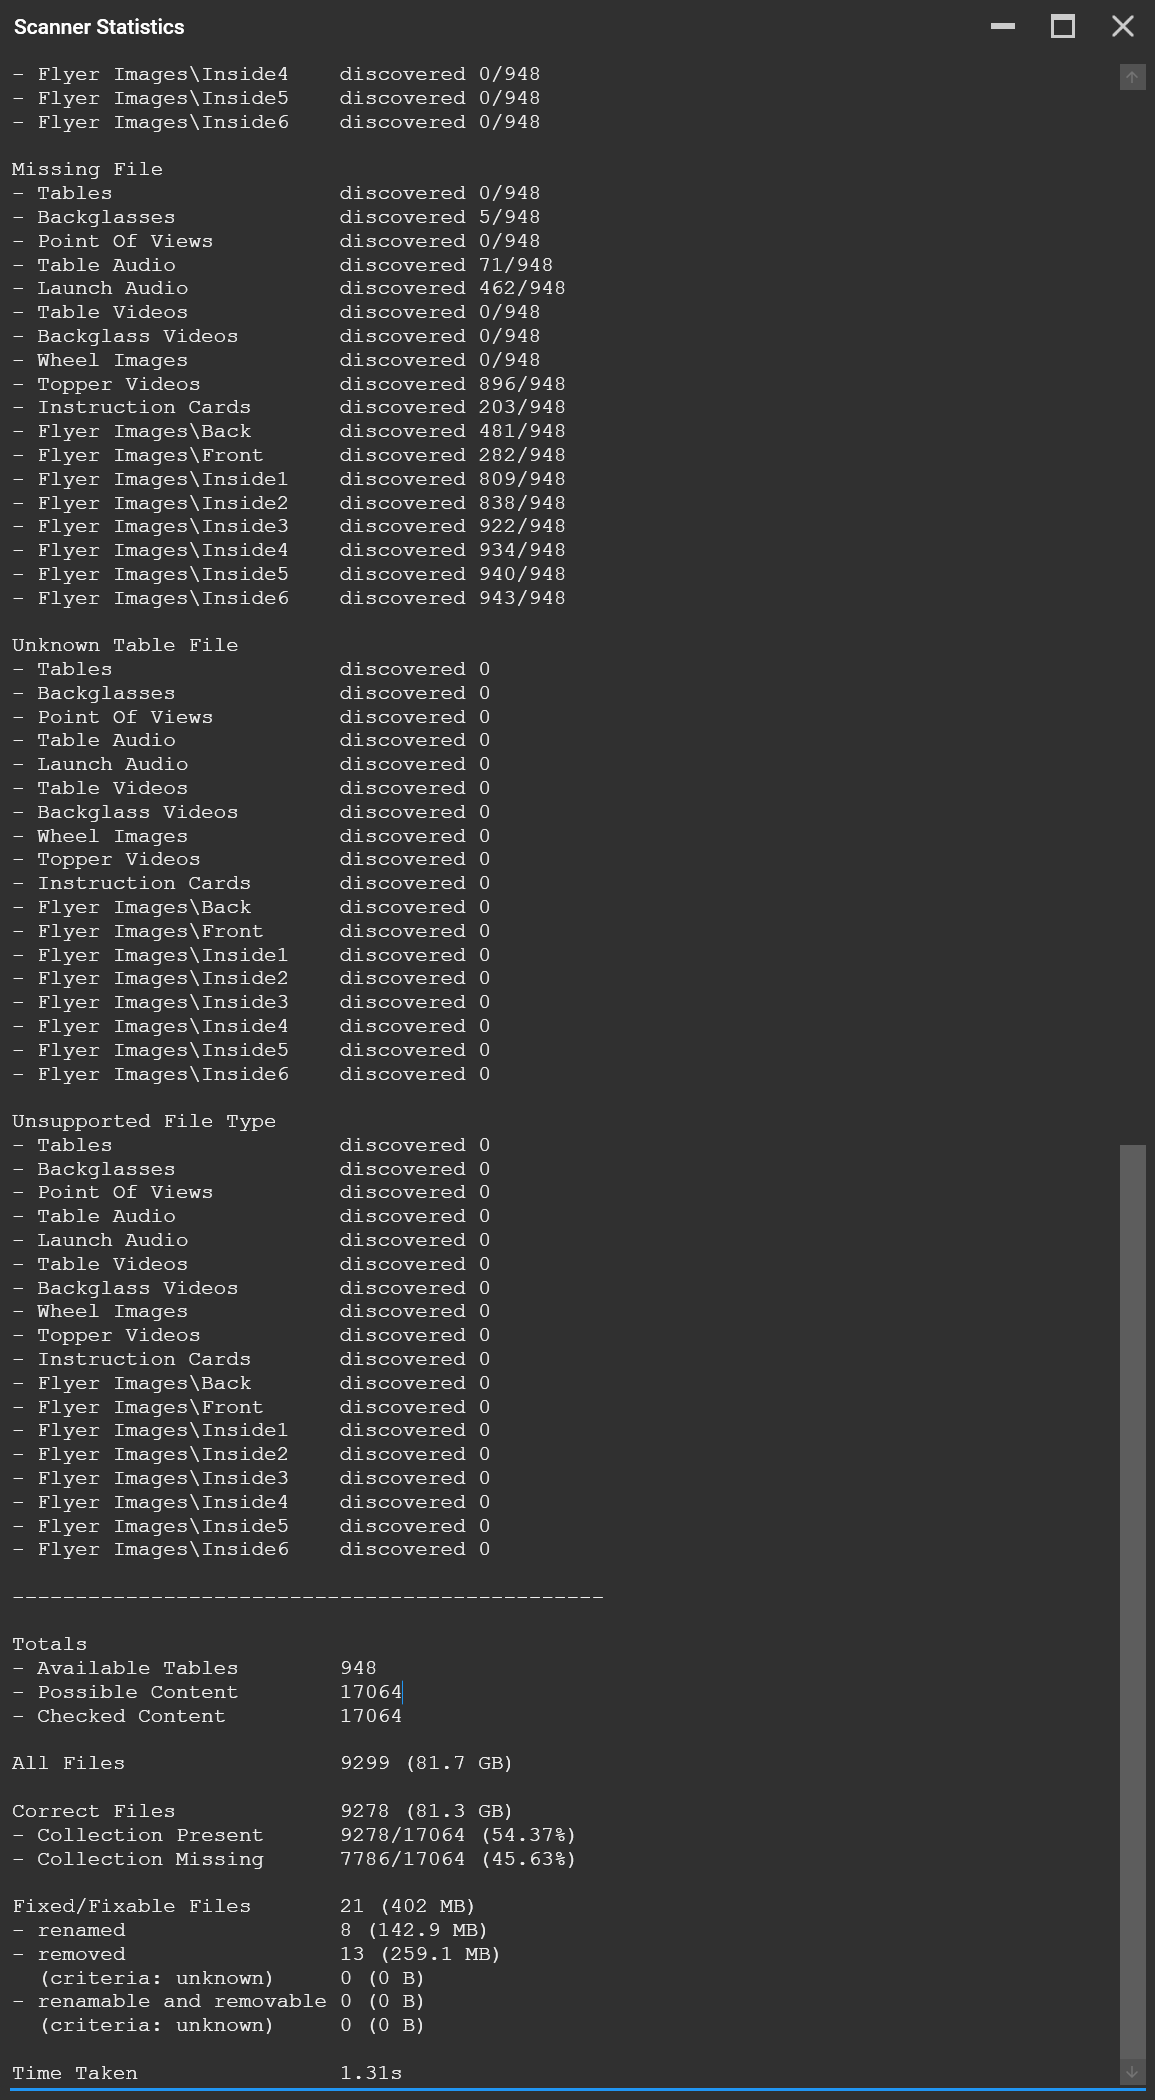 Scanner Statistics
- Flyer Images\Inside4    discovered 0/948
- Flyer Images\Inside5    discovered 0/948
- Flyer Images\Inside6    discovered 0/948

Missing File
- Tables                  discovered 0/948
- Backglasses             discovered 5/948
- Point Of Views          discovered 0/948
- Table Audio             discovered 71/948
- Launch Audio            discovered 462/948
- Table Videos            discovered 0/948
- Backglass Videos        discovered 0/948
- Wheel Images            discovered 0/948
- Topper Videos           discovered 896/948
- Instruction Cards       discovered 203/948
- Flyer Images\Back       discovered 481/948
- Flyer Images\Front      discovered 282/948
- Flyer Images\Inside1    discovered 809/948
- Flyer Images\Inside2    discovered 838/948
- Flyer Images\Inside3    discovered 922/948
- Flyer Images\Inside4    discovered 934/948
- Flyer Images\Inside5    discovered 940/948
- Flyer Images\Inside6    discovered 943/948

Unknown Table File
- Tables                  discovered 0
- Backglasses             discovered 0
- Point Of Views          discovered 0
- Table Audio             discovered 0
- Launch Audio            discovered 0
- Table Videos            discovered 0
- Backglass Videos        discovered 0
- Wheel Images            discovered 0
- Topper Videos           discovered 0
- Instruction Cards       discovered 0
- Flyer Images\Back       discovered 0
- Flyer Images\Front      discovered 0
- Flyer Images\Inside1    discovered 0
- Flyer Images\Inside2    discovered 0
- Flyer Images\Inside3    discovered 0
- Flyer Images\Inside4    discovered 0
- Flyer Images\Inside5    discovered 0
- Flyer Images\Inside6    discovered 0

Unsupported File Type
- Tables                  discovered 0
- Backglasses             discovered 0
- Point Of Views          discovered 0
- Table Audio             discovered 0
- Launch Audio            discovered 0
- Table Videos            discovered 0
- Backglass Videos        discovered 0
- Wheel Images            discovered 0
- Topper Videos           discovered 0
- Instruction Cards       discovered 0
- Flyer Images\Back       discovered 0
- Flyer Images\Front      discovered 0
- Flyer Images\Inside1    discovered 0
- Flyer Images\Inside2    discovered 0
- Flyer Images\Inside3    discovered 0
- Flyer Images\Inside4    discovered 0
- Flyer Images\Inside5    discovered 0
- Flyer Images\Inside6    discovered 0

-----------------------------------------------

Totals
- Available Tables        948
- Possible Content        17064
- Checked Content         17064

All Files                 9299 (81.7 GB)

Correct Files             9278 (81.3 GB)
- Collection Present      9278/17064 (54.37%)
- Collection Missing      7786/17064 (45.63%)

Fixed/Fixable Files       21 (402 MB)
- renamed                 8 (142.9 MB)
- removed                 13 (259.1 MB)
  (criteria: unknown)     0 (0 B)
- renamable and removable 0 (0 B)
  (criteria: unknown)     0 (0 B)

Time Taken                1.31s